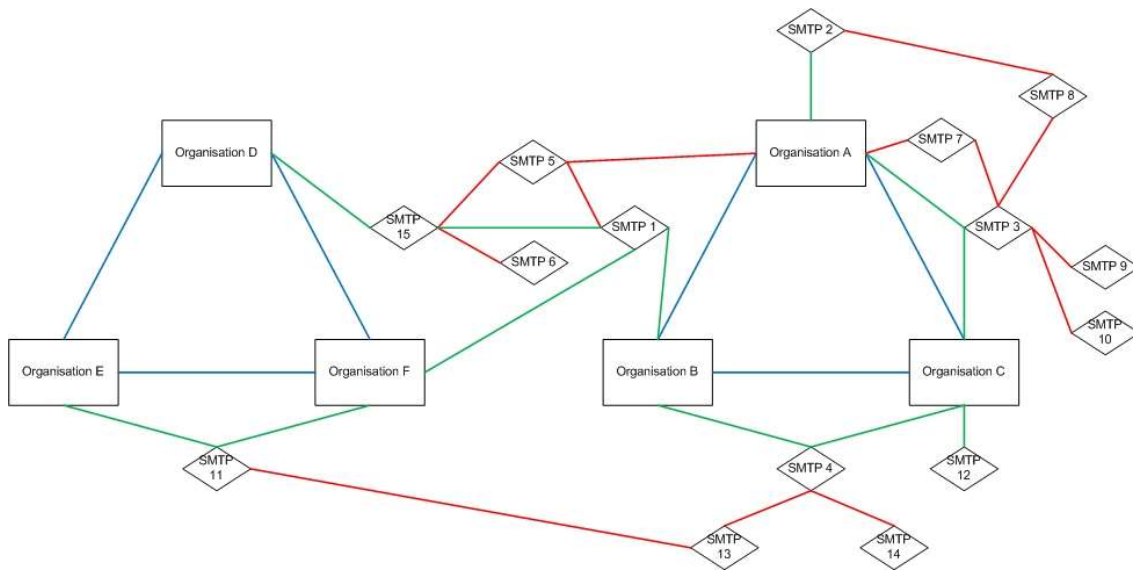 SMTP 2
SMTP 8
Organisation D
SMTP 5
Organisation A
SMTP 7
SMTP
15
SMTP 1
SMTP 3
SMTP 6
SMTP 9
SMTP
10
Organisation E
Organisation F
Organisation B
Organisation C
SMTP
11
SMTP 4
SMTP
12
SMTP
13
SMTP
14